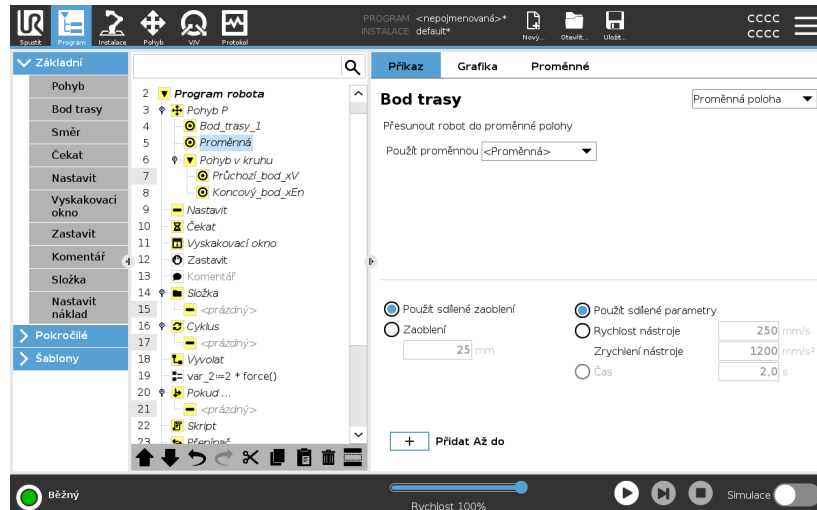 PROGRAM <nepojmenovaná>*
INSTALACE default*
Spustit Program Instalace Pohyb V/V Protokol Nový... Otevřít... Uložit...
CCCC
CCCC
Základní
Pohyb
Bod trasy
Směr
Čekat
Nastavit
Vyskakovací
okno
Zastavit
Komentář
Složka
Nastavit
náklad
Pokročilé
Šablony
2 Program robota
3 Pohyb P
4 Bod_trasy_1
5 Proměnná
6 Pohyb v kruhu
7 Průchozí_bod_xV
8 Koncový_bod_xEn
9 Nastavit
10 Čekat
11 Vyskakovací okno
12 Zastavit
13 Komentář
14 Složka
15 <prázdný>
16 Cyklus
17 <prázdný>
18 Vyvolat
19 var_2:=2 * force()
20 Pokud ...
21 <prázdný>
22 Skript
23 Přepínač
Příkaz Grafika Proměnné
Bod trasy
Proměnná poloha
Přesunout robot do proměnné polohy
Použít proměnnou <Proměnná>
Použít sdílené zaoblení
Zaoblení
25 mm
Použít sdílené parametry
Rychlost nástroje 250 mm/s
Zrychlení nástroje 1200 mm/s²
Čas 2,0 s
+ Přidat Až do
Běžný
Rychlost 100%
Simulace